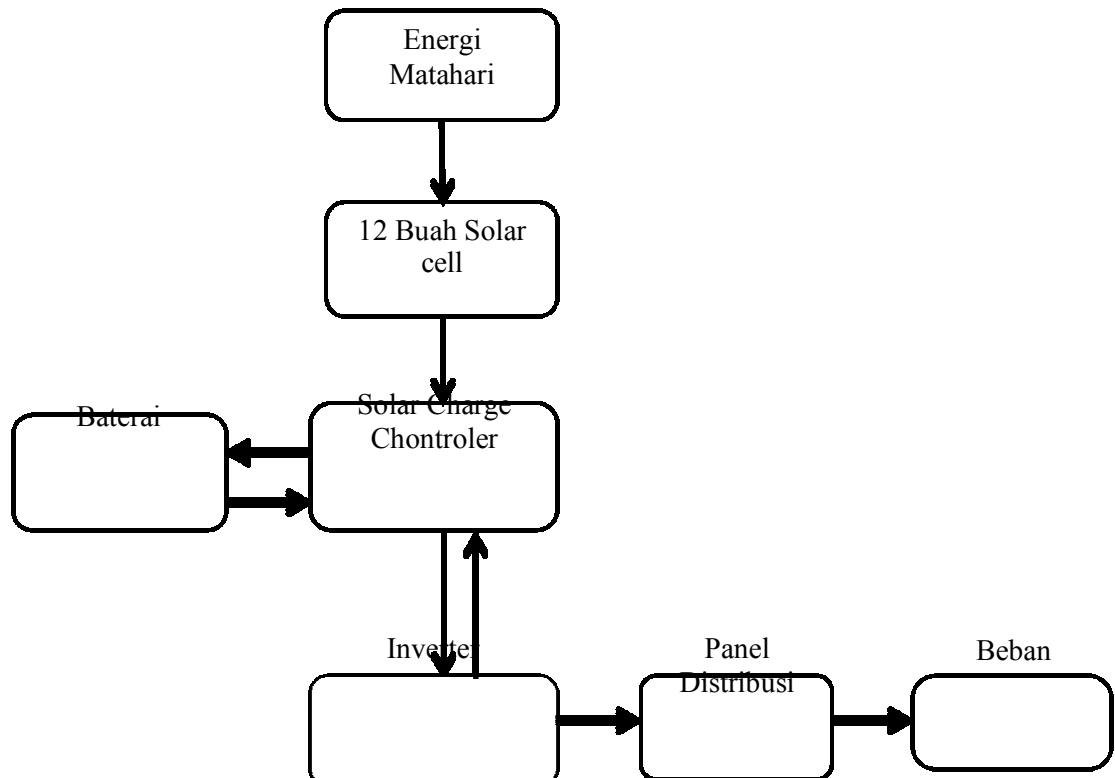 Energi
Matahari
12 Buah Solar
cell
Baterai
Solar Charge
Chontroler
Inverter
Panel
Distribusi
Beban